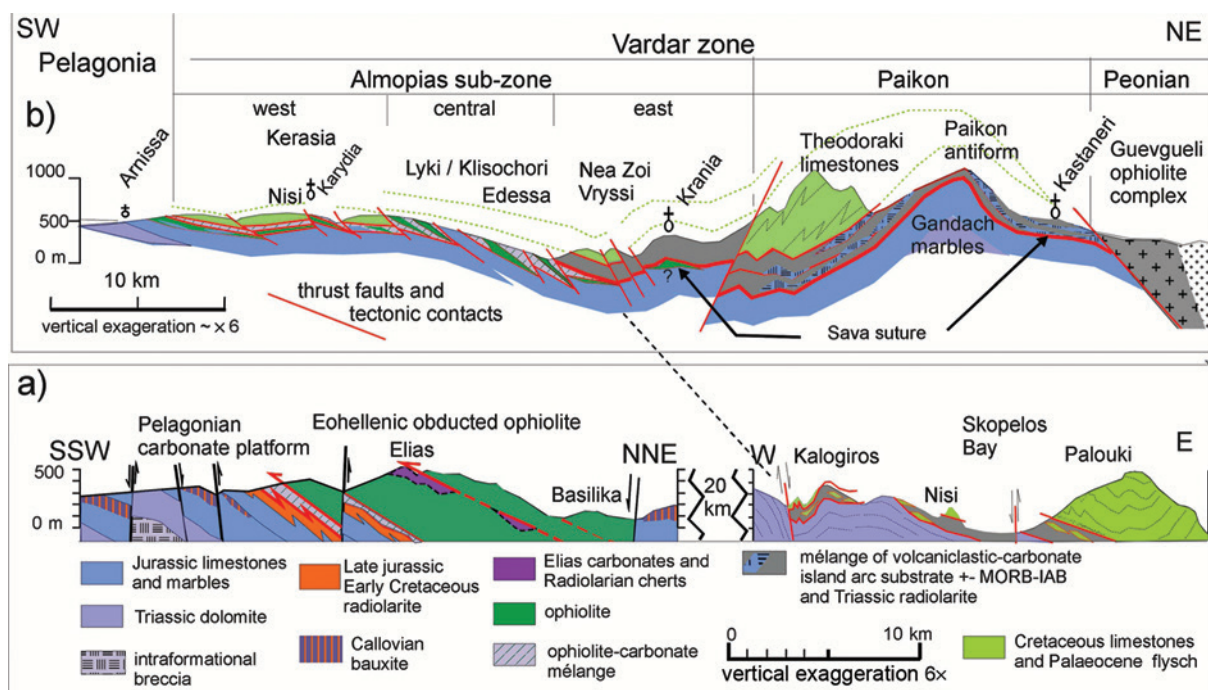 SW
NE
Pelagonia
Vardar zone
Almopias sub-zone
Paikon
Peonian
west
central
east
b)
Arnissa
Kerasia
Nisi
Karydia
Lyki / Klisochori
Edessa
Nea Zoi
Vryssi
Krania
Theodoraki
limestones
Paikon
antiform
Kastaneri
Guevgueli
ophiolite
complex
1000
500
0 m
Gandach
marbles
?
10 km
vertical exageration ~ × 6
thrust faults and
tectonic contacts
Sava suture
a)
SSW
Pelagonian
carbonate platform
Eohellenic obducted ophiolite
Elias
NNE
Basilika
500
0 m
20
km
W
Kalogiros
Nisi
Skopelos
Bay
Palouki
E
Jurassic limestones
and marbles
Triassic dolomite
intraformational
breccia
Late jurassic
Early Cretaceous
radiolarite
Callovian
bauxite
Elias carbonates and
Radiolarian cherts
ophiolite
ophiolite-carbonate
mélange
mélange of volcaniclastic-carbonate
island arc substrate +- MORB-IAB
and Triassic radiolarite
0 10 km
vertical exaggeration 6×
Cretaceous limestones
and Palaeocene flysch